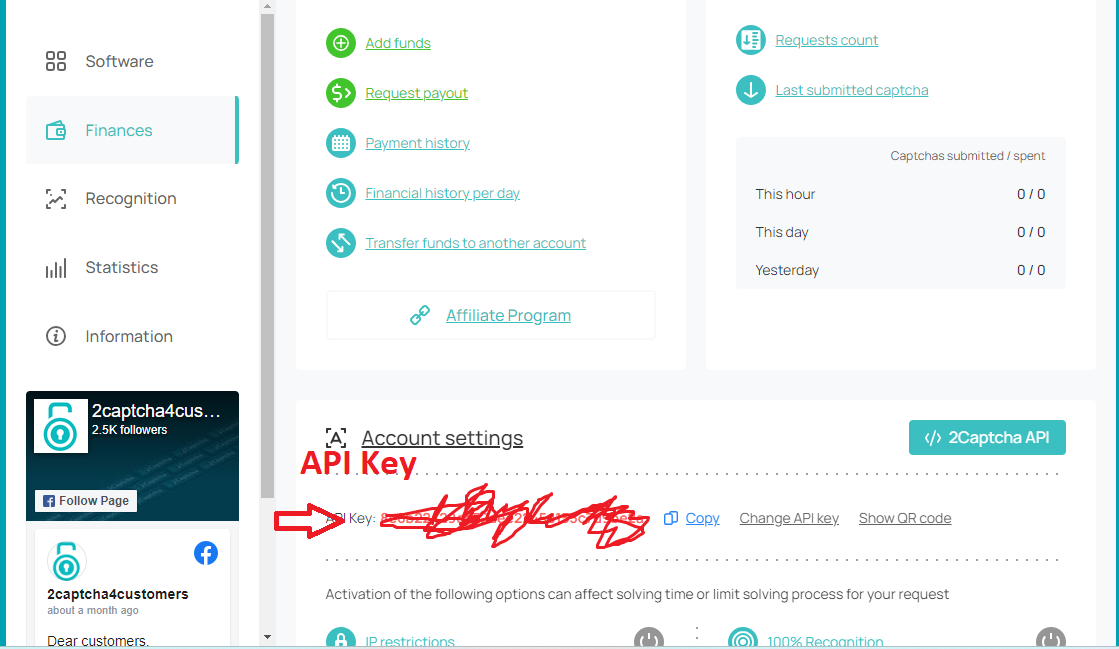 Software
Finances
Recognition
Statistics
Information
2captcha4cus...
2.5K followers
Follow Page
2captcha4customers
about a month ago
Dear customers,
Add funds
Request payout
Payment history
Financial history per day
Transfer funds to another account
Affiliate Program
Requests count
Last submitted captcha
Captchas submitted / spent
This hour 0 / 0
This day 0 / 0
Yesterday 0 / 0
Account settings
2Captcha API
API Key
API Key:
Copy Change API key Show QR code
Activation of the following options can affect solving time or limit solving process for your request
IP restrictions
100% Recognition